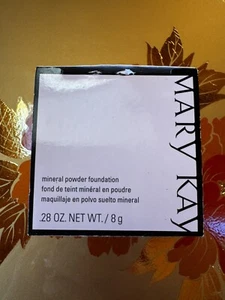 MARY KAY
mineral powder foundation
fond de teint minéral en poudre
maquillaje en polvo suelto mineral
.28 OZ. NET WT. / 8 g